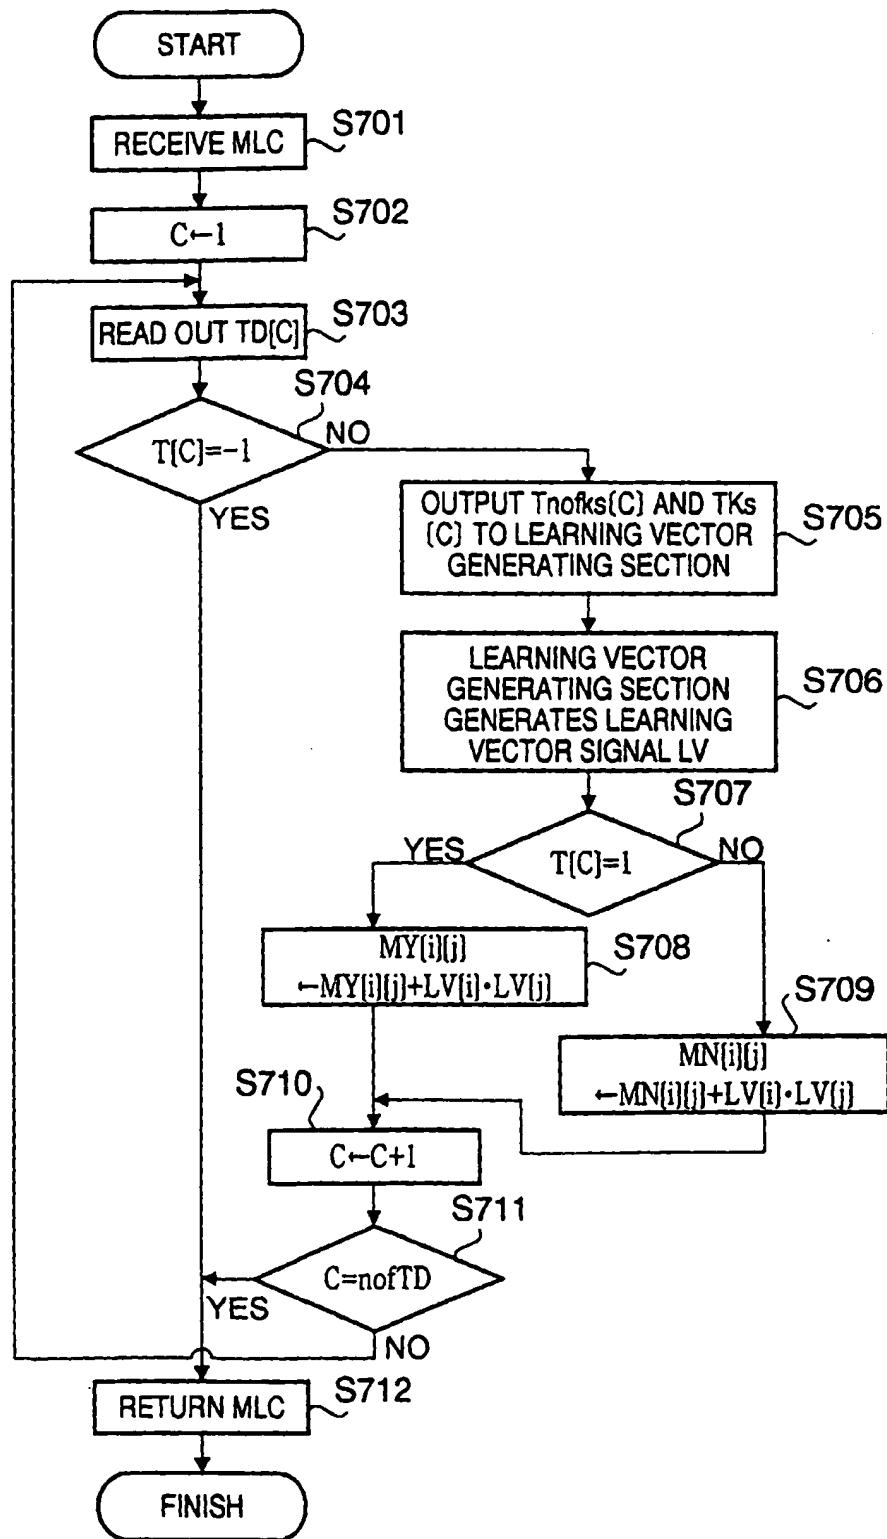 START
RECEIVE MLC
S701
C←1
S702
READ OUT TD[C]
S703
T[C]=-1
S704
NO
YES
OUTPUT Tnofks[C] AND TKs
[C] TO LEARNING VECTOR
GENERATING SECTION
S705
LEARNING VECTOR
GENERATING SECTION
GENERATES LEARNING
VECTOR SIGNAL LV
S706
T[C]=1
S707
YES
NO
MY[i][j]
←MY[i][j]+LV[i]·LV[j]
S708
MN[i][j]
←MN[i][j]+LV[i]·LV[j]
S709
S710
C←C+1
C=nofTD
S711
YES
NO
RETURN MLC
S712
FINISH